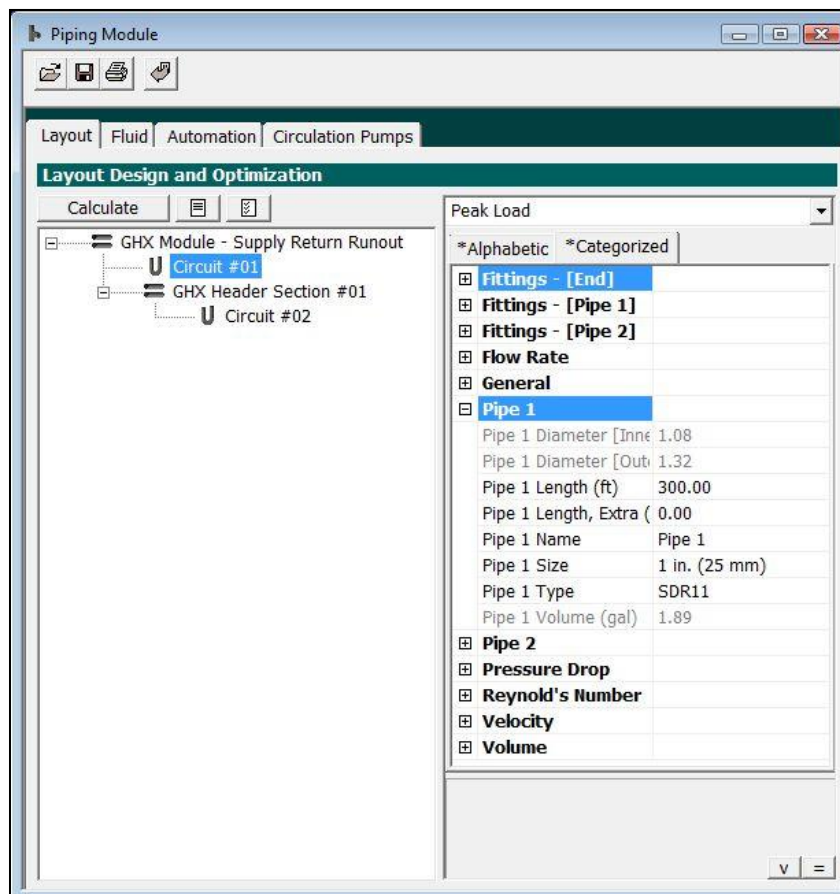 Piping Module
Layout Fluid Automation Circulation Pumps
Layout Design and Optimization
Calculate
Peak Load
*Alphabetic *Categorized
GHX Module - Supply Return Runout
Circuit #01
GHX Header Section #01
Circuit #02
Fittings - [End]
Fittings - [Pipe 1]
Fittings - [Pipe 2]
Flow Rate
General
Pipe 1
Pipe 1 Diameter [Inne 1.08
Pipe 1 Diameter [Out 1.32
Pipe 1 Length (ft) 300.00
Pipe 1 Length, Extra ( 0.00
Pipe 1 Name Pipe 1
Pipe 1 Size 1 in. (25 mm)
Pipe 1 Type SDR11
Pipe 1 Volume (gal) 1.89
Pipe 2
Pressure Drop
Reynold's Number
Velocity
Volume
v =